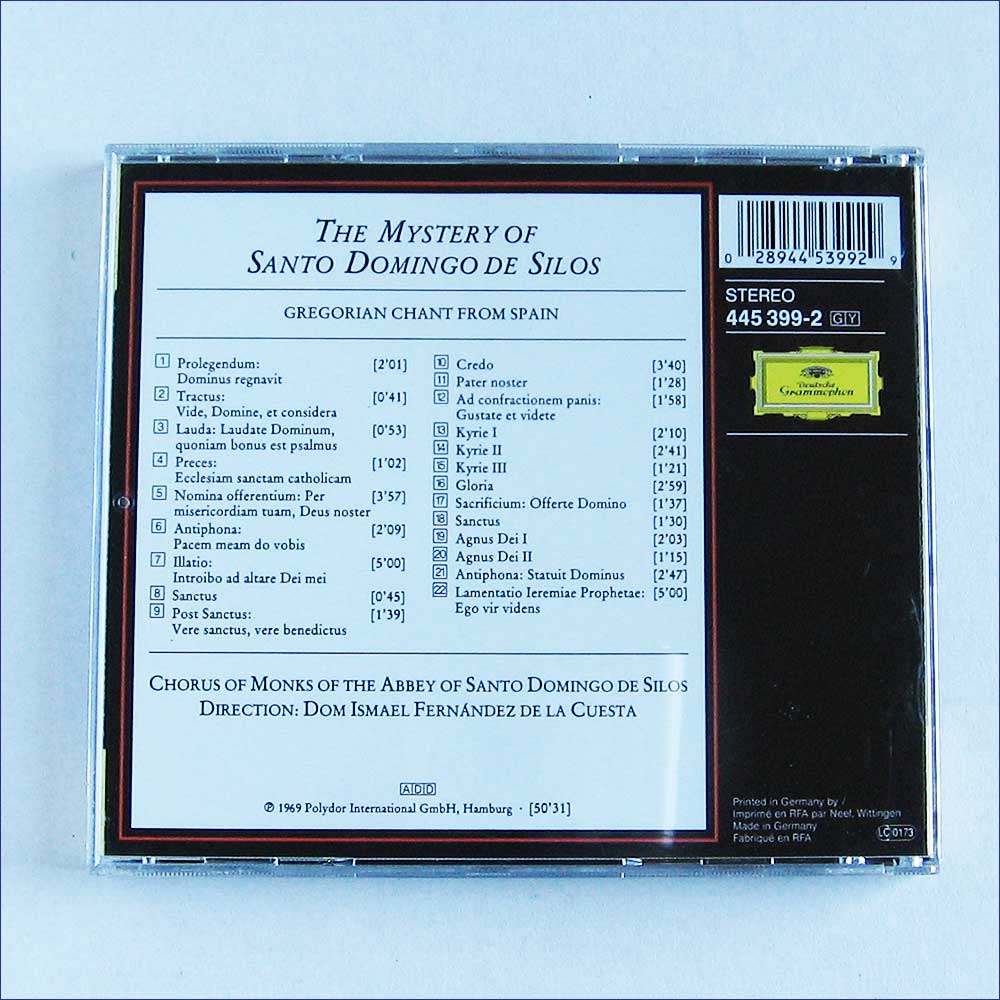 THE MYSTERY OF
SANTO DOMINGO DE SILOS
GREGORIAN CHANT FROM SPAIN
1 Prolegendum: [2'01]
Dominus regnavit
2 Tractus: [0'41]
Vide, Domine, et considera
3 Lauda: Laudate Dominum, [0'53]
quoniam bonus est psalmus
4 Preces: [1'02]
Ecclesiam sanctam catholicam
5 Nomina offerentium: Per [3'57]
misericordiam tuam, Deus noster
6 Antiphona: [2'09]
Pacem meam do vobis
7 Illatio: [5'00]
Introibo ad altare Dei mei
8 Sanctus [0'45]
9 Post Sanctus: [1'39]
Vere sanctus, vere benedictus
10 Credo [3'40]
11 Pater noster [1'28]
12 Ad confractionem panis: [1'58]
Gustate et videte
13 Kyrie I [2'10]
14 Kyrie II [2'41]
15 Kyrie III [1'21]
16 Gloria [2'59]
17 Sacrificium: Offerte Domino [1'37]
18 Sanctus [1'30]
19 Agnus Dei I [2'03]
20 Agnus Dei II [1'15]
21 Antiphona: Statuit Dominus [2'47]
22 Lamentatio Ieremiae Prophetae: [5'00]
Ego vir videns
CHORUS OF MONKS OF THE ABBEY OF SANTO DOMINGO DE SILOS
DIRECTION: DOM ISMAEL FERNÁNDEZ DE LA CUESTA
ADD
℗ 1969 Polydor International GmbH, Hamburg · [50'31]
0 28944 53992 9
STEREO
445 399-2 GY
Deutsche
Grammophon
Printed in Germany by /
Imprimé en RFA par Neef, Wittingen
Made in Germany
Fabriqué en RFA
LC 0173